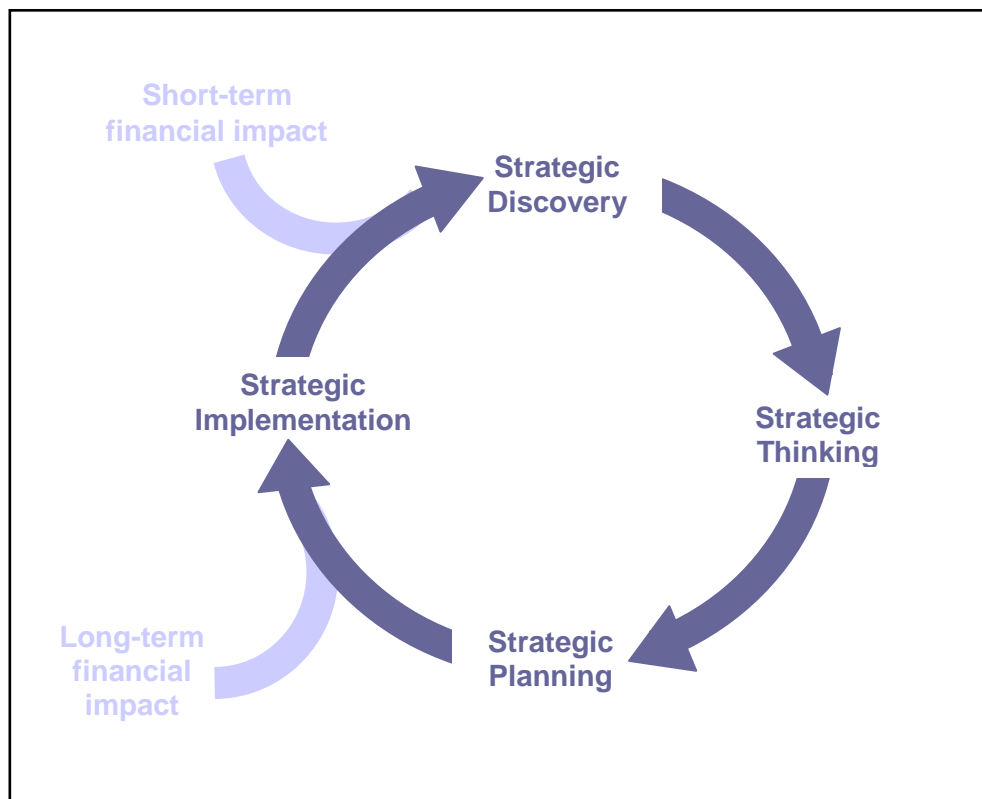 Short-term
financial impact
Strategic
Discovery
Strategic
Implementation
Strategic
Thinking
Long-term
financial
impact
Strategic
Planning